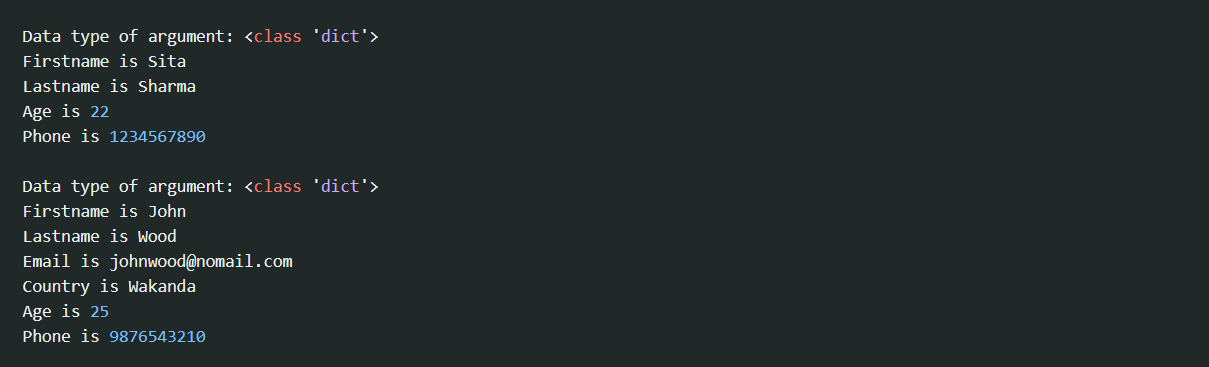 Data type of argument: <class 'dict'>
Firstname is Sita
Lastname is Sharma
Age is 22
Phone is 1234567890
Data type of argument: <class 'dict'>
Firstname is John
Lastname is Wood
Email is johnwood@nomail.com
Country is Wakanda
Age is 25
Phone is 9876543210